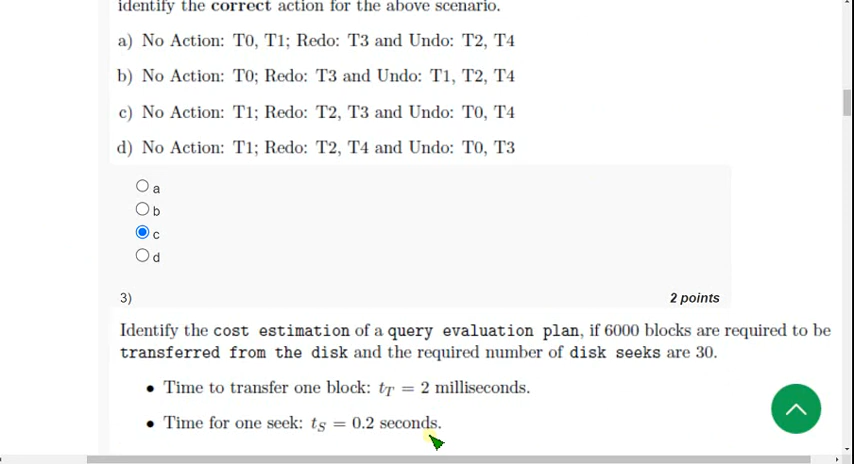 identify the correct action for the above scenario.
a) No Action: T0, T1; Redo: T3 and Undo: T2, T4
b) No Action: T0; Redo: T3 and Undo: T1, T2, T4
c) No Action: T1; Redo: T2, T3 and Undo: T0, T4
d) No Action: T1; Redo: T2, T4 and Undo: T0, T3
a
b
c
d
3) 2 points
Identify the cost estimation of a query evaluation plan, if 6000 blocks are required to be
transferred from the disk and the required number of disk seeks are 30.
• Time to transfer one block: tT = 2 milliseconds.
• Time for one seek: tS = 0.2 seconds.